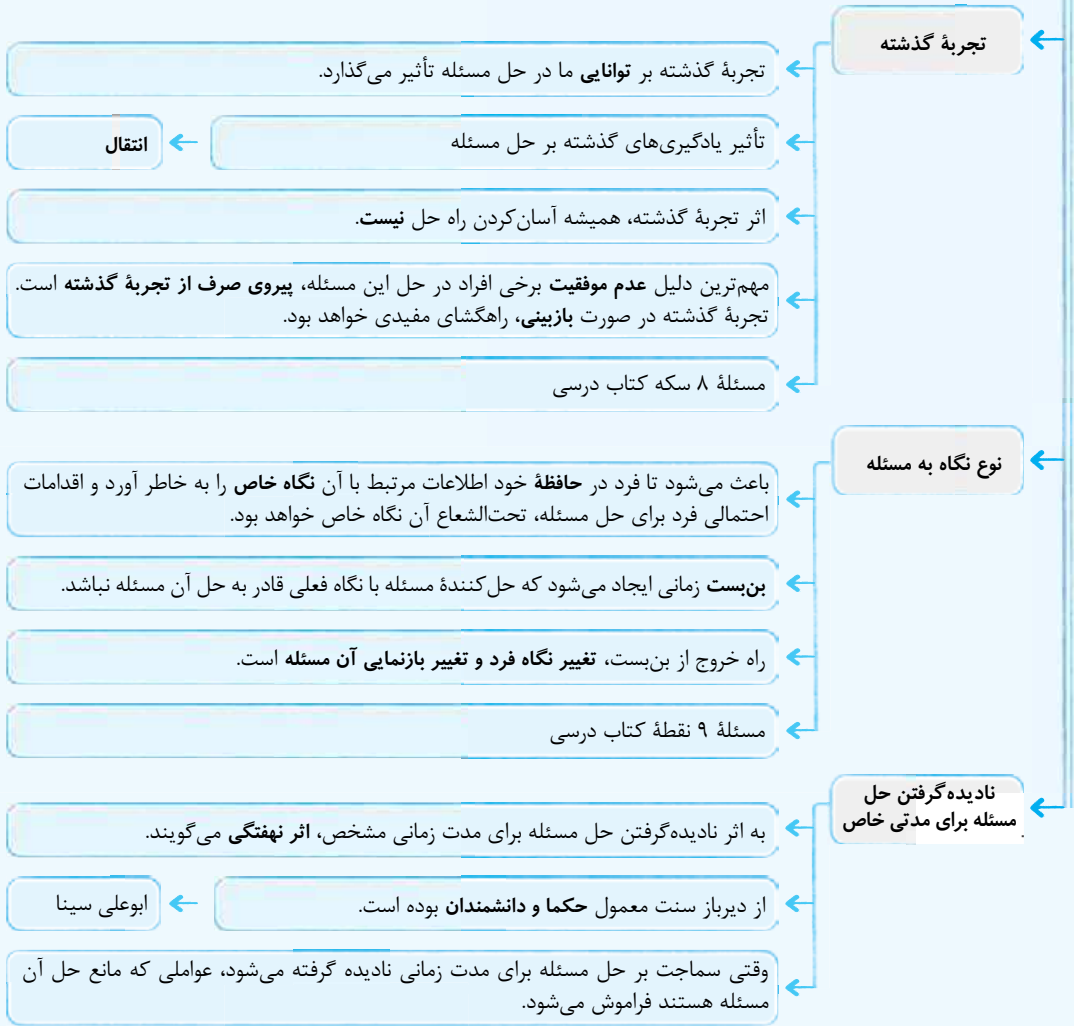 تجربهٔ گذشته
تجربهٔ گذشته بر توانایی ما در حل مسئله تأثیر می‌گذارد.
تأثیر یادگیری‌های گذشته بر حل مسئله
انتقال
اثر تجربهٔ گذشته، همیشه آسان‌کردن راه حل نیست.
مهم‌ترین دلیل عدم موفقیت برخی افراد در حل این مسئله، پیروی صرف از تجربهٔ گذشته است.
تجربهٔ گذشته در صورت بازبینی، راهگشای مفیدی خواهد بود.
مسئلهٔ ۸ سکه کتاب درسی
نوع نگاه به مسئله
باعث می‌شود تا فرد در حافظهٔ خود اطلاعات مرتبط با آن نگاه خاص را به خاطر آورد و اقدامات
احتمالی فرد برای حل مسئله، تحت‌الشعاع آن نگاه خاص خواهد بود.
بن‌بست زمانی ایجاد می‌شود که حل‌کنندهٔ مسئله با نگاه فعلی قادر به حل آن مسئله نباشد.
راه خروج از بن‌بست، تغییر نگاه فرد و تغییر بازنمایی آن مسئله است.
مسئلهٔ ۹ نقطهٔ کتاب درسی
نادیده‌گرفتن حل
مسئله برای مدتی خاص
به اثر نادیده‌گرفتن حل مسئله برای مدت زمانی مشخص، اثر نهفتگی می‌گویند.
از دیرباز سنت معمول حکما و دانشمندان بوده است.
ابوعلی سینا
وقتی سماجت بر حل مسئله برای مدت زمانی نادیده گرفته می‌شود، عواملی که مانع حل آن
مسئله هستند فراموش می‌شود.